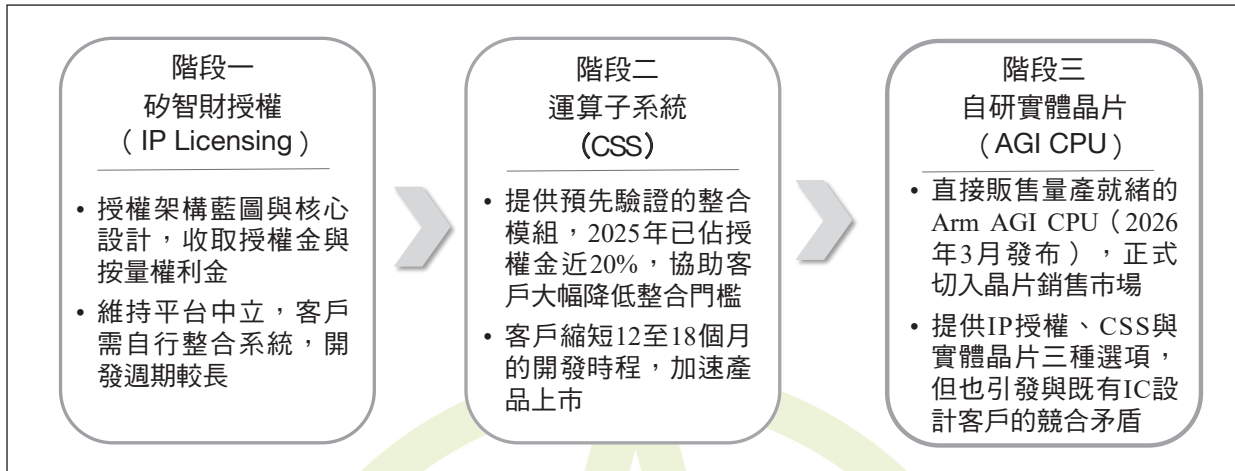 階段一
矽智財授權
（IP Licensing）
• 授權架構藍圖與核心
設計，收取授權金與
按量權利金
• 維持平台中立，客戶
需自行整合系統，開
發週期較長
階段二
運算子系統
（CSS）
• 提供預先驗證的整合
模組，2025年已佔授
權金近20%，協助客
戶大幅降低整合門檻
• 客戶縮短12至18個月
的開發時程，加速產
品上市
階段三
自研實體晶片
（AGI CPU）
• 直接販售量產就緒的
Arm AGI CPU（2026
年3月發布），正式
切入晶片銷售市場
• 提供IP授權、CSS與
實體晶片三種選項，
但也引發與既有IC設
計客戶的競合矛盾